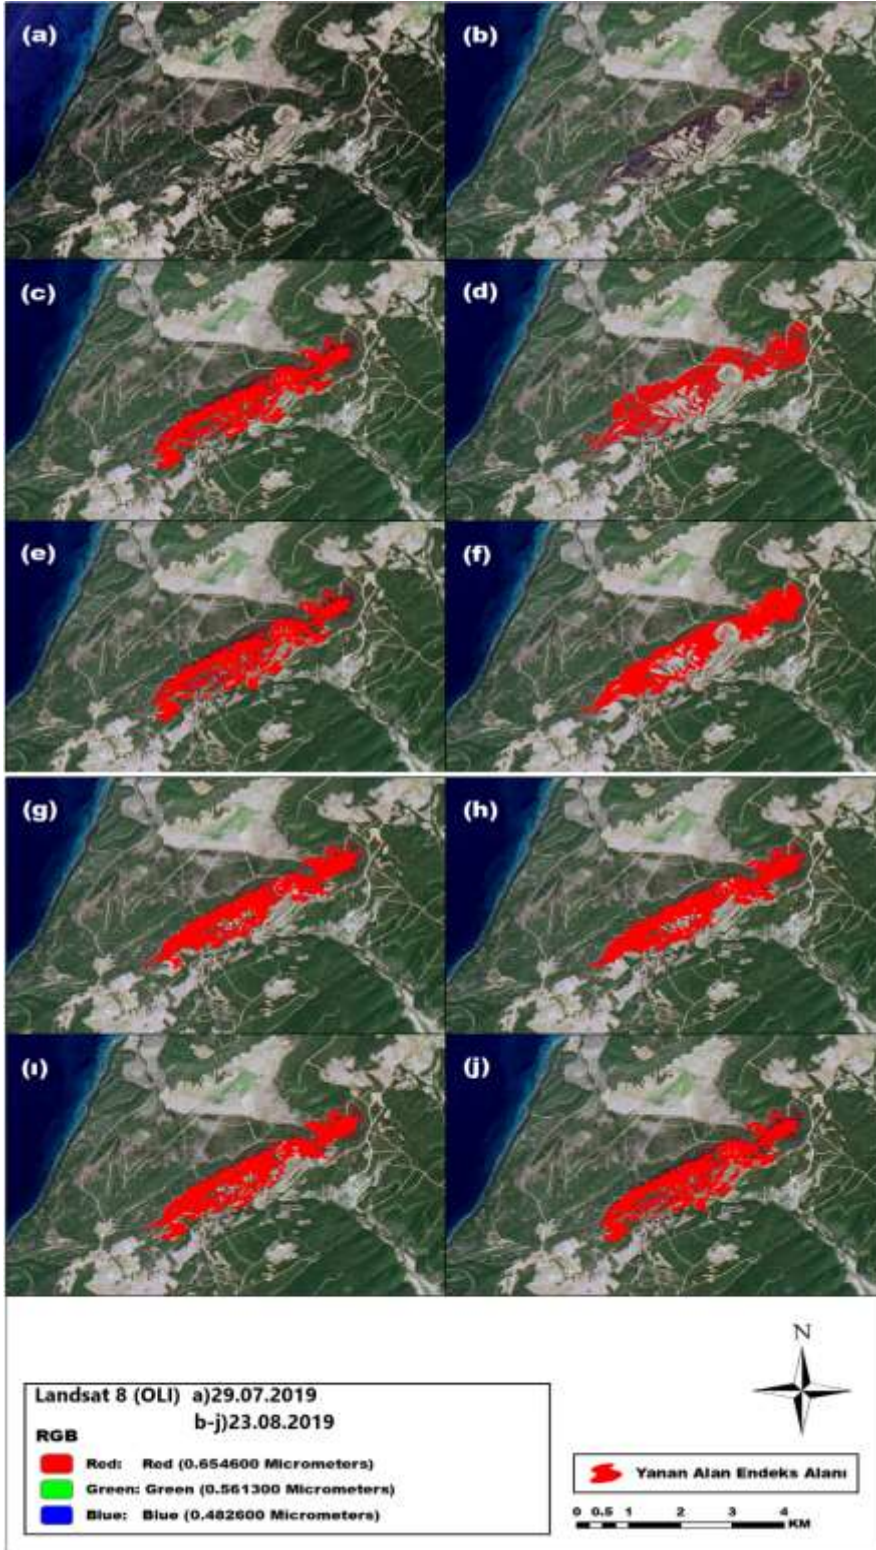 (a)
(b)
(c)
(d)
(e)
(f)
(g)
(h)
(ı)
(j)
N
Landsat 8 (OLI) a)29.07.2019
b-j)23.08.2019
RGB
Red: Red (0.654600 Micrometers)
Green: Green (0.561300 Micrometers)
Blue: Blue (0.482600 Micrometers)
Yanan Alan Endeks Alanı
0 0.5 1 2 3 4
KM